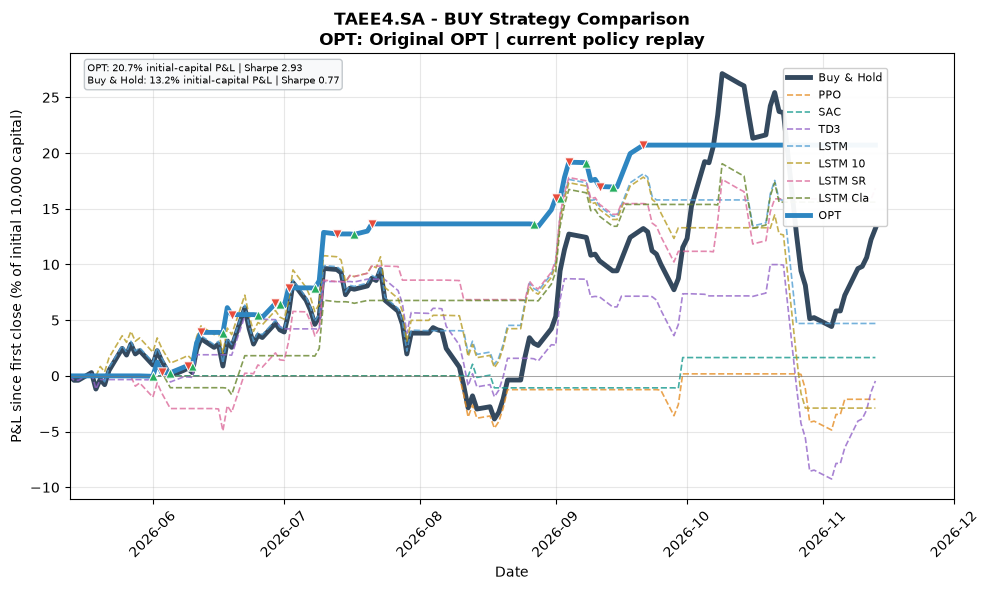 TAEE4.SA - BUY Strategy Comparison
OPT: Original OPT | current policy replay
OPT: 20.7% initial-capital P&L | Sharpe 2.93
Buy & Hold: 13.2% initial-capital P&L | Sharpe 0.77
Buy & Hold
PPO
SAC
TD3
LSTM
LSTM 10
LSTM SR
LSTM Cla
OPT
P&L since first close (% of initial 10,000 capital)
25
20
15
10
5
0
−5
−10
2026-06
2026-07
2026-08
2026-09
2026-10
2026-11
2026-12
Date